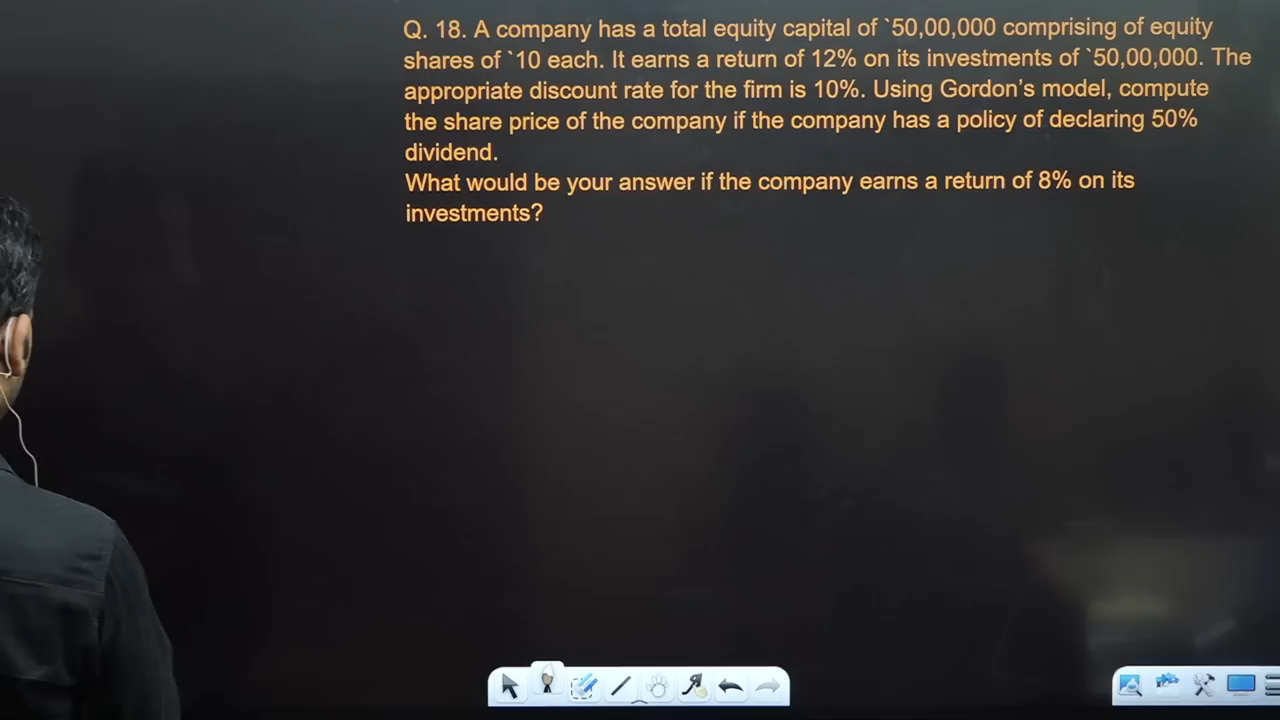 Q. 18. A company has a total equity capital of `50,00,000 comprising of equity
shares of `10 each. It earns a return of 12% on its investments of `50,00,000. The
appropriate discount rate for the firm is 10%. Using Gordon’s model, compute
the share price of the company if the company has a policy of declaring 50%
dividend.
What would be your answer if the company earns a return of 8% on its
investments?